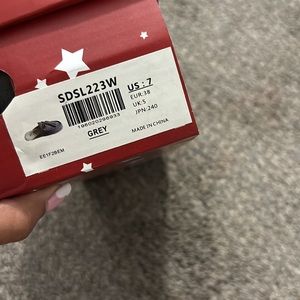 SDSL223W
US : 7
EUR:38
UK:5
JPN:240
GREY
MADE IN CHINA